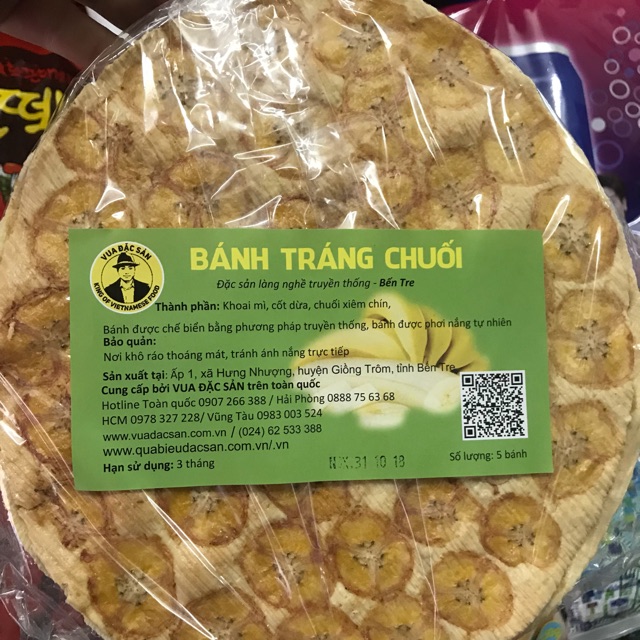 VUA ĐẶC SẢN
KING OF VIETNAMESE FOOD
BÁNH TRÁNG CHUỐI
Đặc sản làng nghề truyền thống - Bến Tre
Thành phần: Khoai mì, cốt dừa, chuối xiêm chín,
Bánh được chế biến bằng phương pháp truyền thống, bánh được phơi nắng tự nhiên
Bảo quản:
Nơi khô ráo thoáng mát, tránh ánh nắng trực tiếp
Sản xuất tại: Ấp 1, xã Hưng Nhượng, huyện Giồng Trôm, tỉnh Bến Tre
Cung cấp bởi VUA ĐẶC SẢN trên toàn quốc
Hotline Toàn quốc 0907 266 388 / Hải Phòng 0888 75 63 68
HCM 0978 327 228/ Vũng Tàu 0983 003 524
www.vuadacsan.com.vn / (024) 62 533 388
www.quabieudacsan.com.vn/.vn
Hạn sử dụng: 3 tháng
31 10 18
Số lượng: 5 bánh